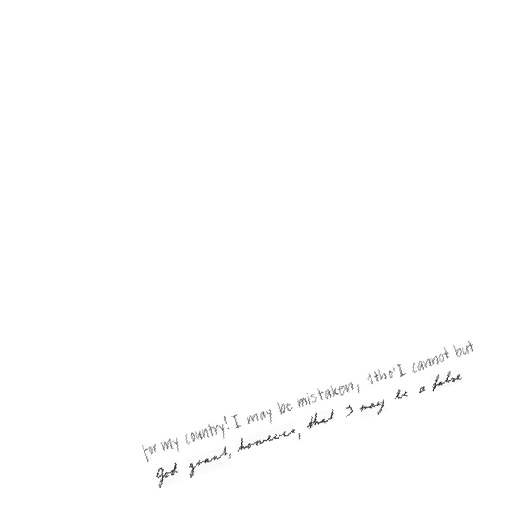 for my country! I may be mistaken, 'tho' I cannot but
God grant, however, that I may be a false